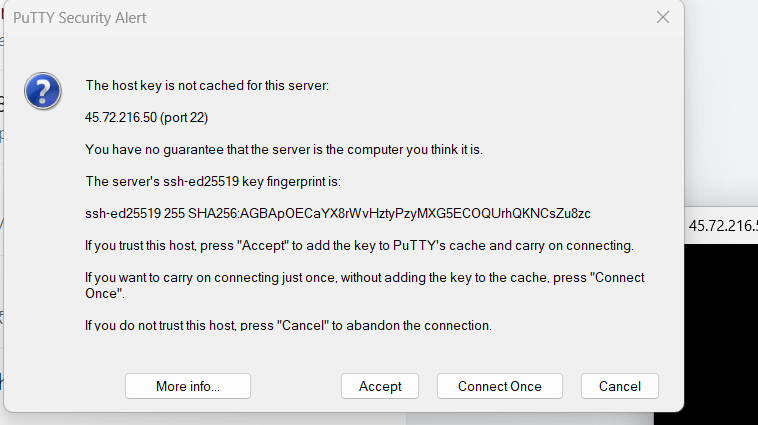 PuTTY Security Alert
The host key is not cached for this server:
45.72.216.50 (port 22)
You have no guarantee that the server is the computer you think it is.
The server's ssh-ed25519 key fingerprint is:
ssh-ed25519 255 SHA256:AGBApOECaYX8rWvHztyPzyMXG5ECOQUrhQKNCsZu8zc
If you trust this host, press "Accept" to add the key to PuTTY's cache and carry on connecting.
If you want to carry on connecting just once, without adding the key to the cache, press "Connect
Once".
If you do not trust this host, press "Cancel" to abandon the connection.
More info...
Accept
Connect Once
Cancel
45.72.216.